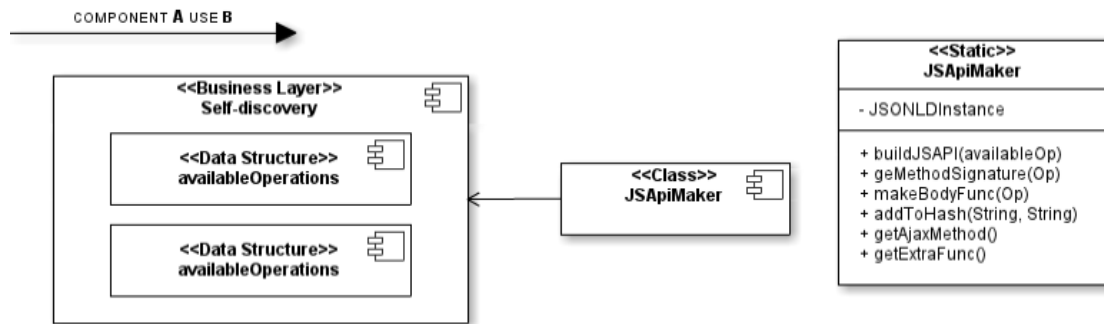 COMPONENT A USE B
<<Business Layer>>
Self-discovery
<<Data Structure>>
availableOperations
<<Data Structure>>
availableOperations
<<Class>>
JSApiMaker
<<Static>>
JSApiMaker
- JSONLDInstance
+ buildJSAPI(availableOp)
+ geMethodSignature(Op)
+ makeBodyFunc(Op)
+ addToHash(String, String)
+ getAjaxMethod()
+ getExtraFunc()